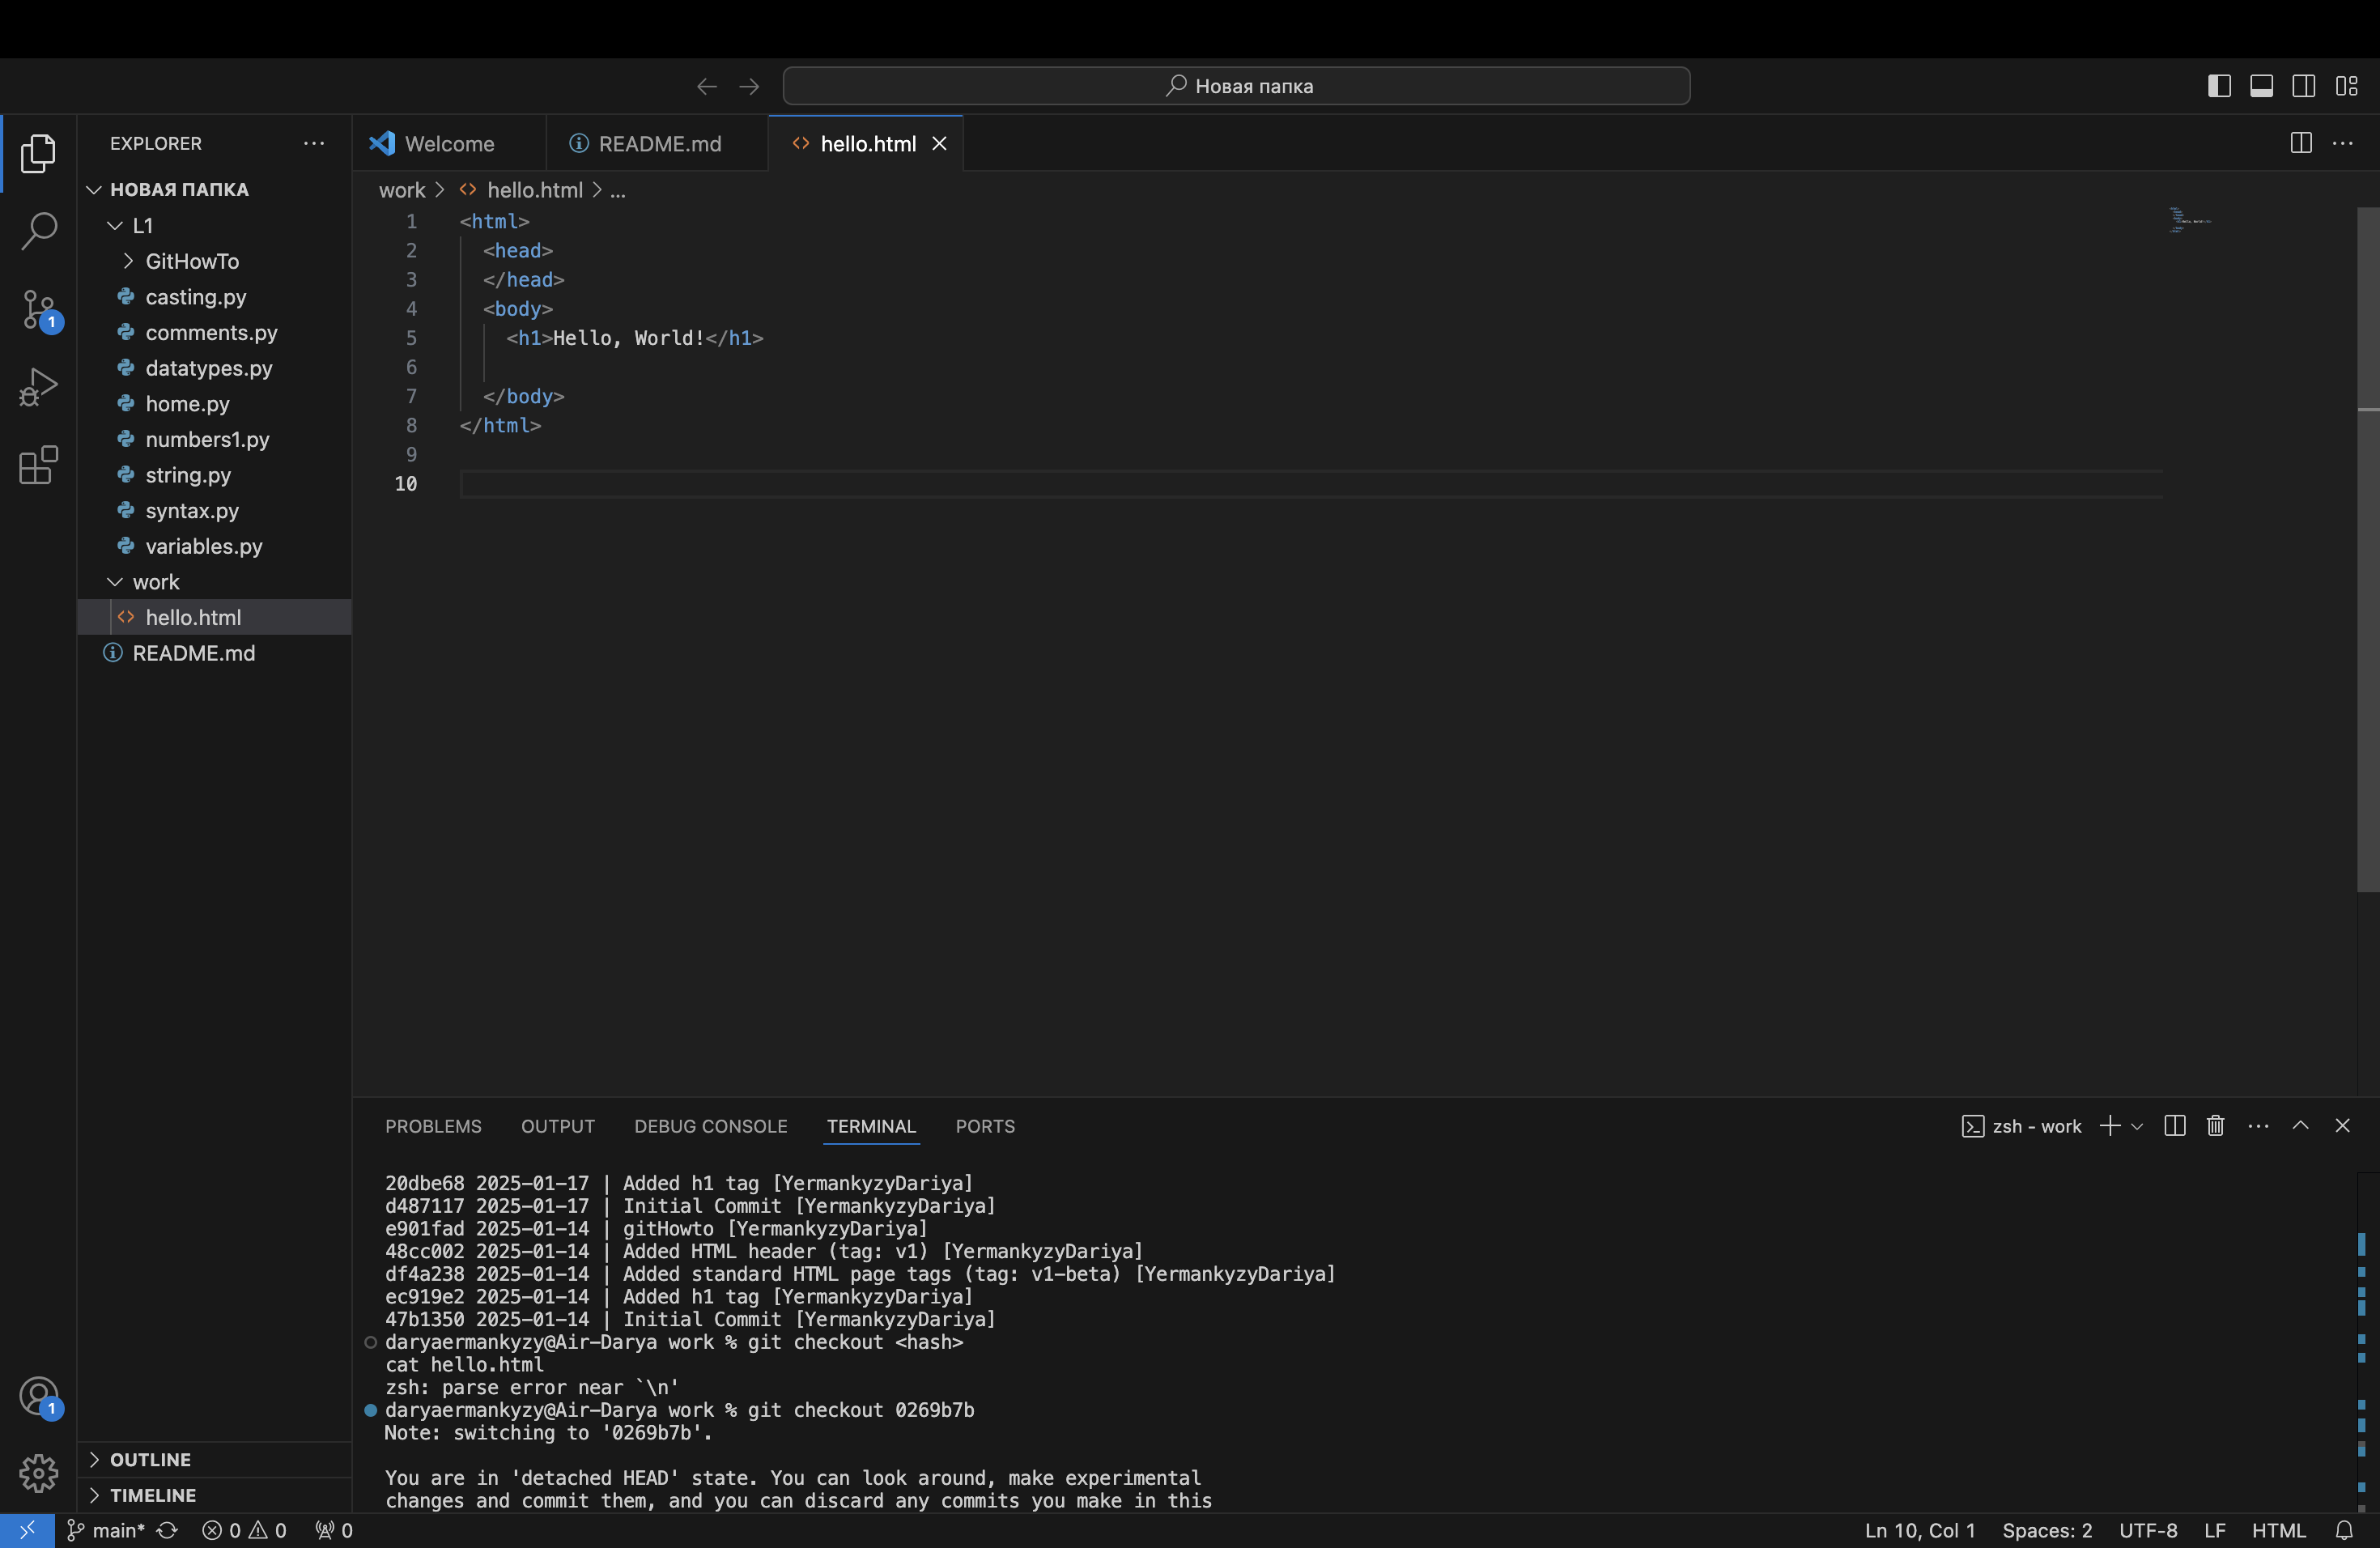 Новая папка
EXPLORER
НОВАЯ ПАПКА
L1
GitHowTo
casting.py
comments.py
datatypes.py
home.py
numbers1.py
string.py
syntax.py
variables.py
work
hello.html
README.md
OUTLINE
TIMELINE
1
1
Welcome
README.md
hello.html
work > hello.html > ...
1 <html>
2 <head>
3 </head>
4 <body>
5 <h1>Hello, World!</h1>
6
7 </body>
8 </html>
9
10
PROBLEMS OUTPUT DEBUG CONSOLE TERMINAL PORTS
zsh - work
20dbe68 2025-01-17 | Added h1 tag [YermankyzyDariya]
d487117 2025-01-17 | Initial Commit [YermankyzyDariya]
e901fad 2025-01-14 | gitHowto [YermankyzyDariya]
48cc002 2025-01-14 | Added HTML header (tag: v1) [YermankyzyDariya]
df4a238 2025-01-14 | Added standard HTML page tags (tag: v1-beta) [YermankyzyDariya]
ec919e2 2025-01-14 | Added h1 tag [YermankyzyDariya]
47b1350 2025-01-14 | Initial Commit [YermankyzyDariya]
daryaermankyzy@Air-Darya work % git checkout <hash>
cat hello.html
zsh: parse error near `\n'
daryaermankyzy@Air-Darya work % git checkout 0269b7b
Note: switching to '0269b7b'.
You are in 'detached HEAD' state. You can look around, make experimental
changes and commit them, and you can discard any commits you make in this
main* 0 0 0
Ln 10, Col 1 Spaces: 2 UTF-8 LF HTML